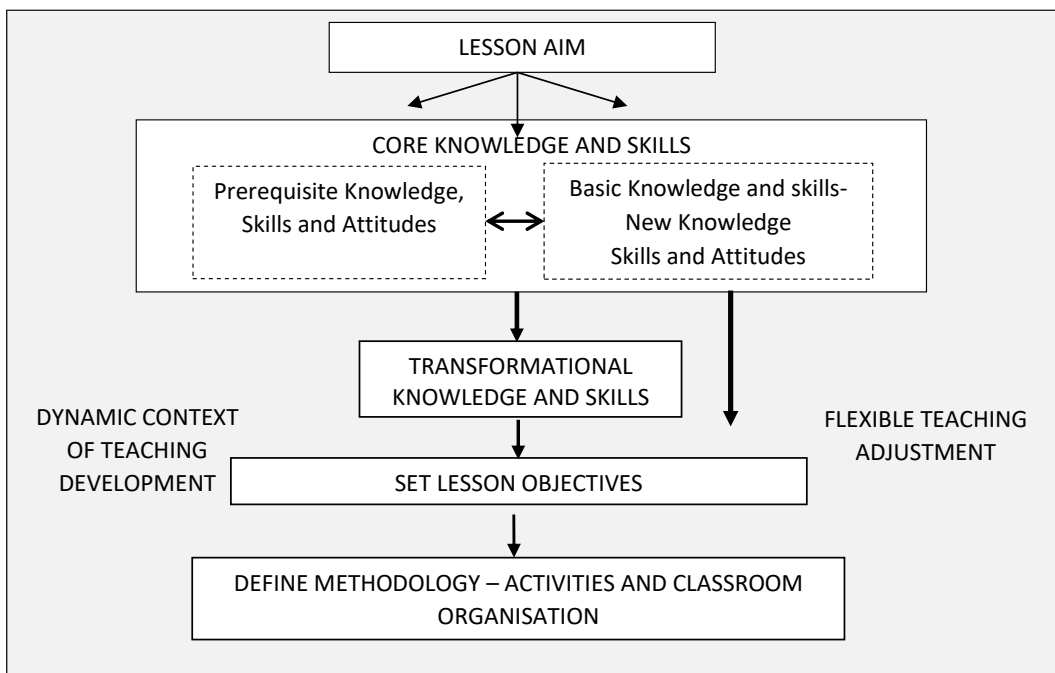 LESSON AIM
CORE KNOWLEDGE AND SKILLS
Prerequisite Knowledge,
Skills and Attitudes
Basic Knowledge and skills-
New Knowledge
Skills and Attitudes
TRANSFORMATIONAL
KNOWLEDGE AND SKILLS
DYNAMIC CONTEXT
OF TEACHING
DEVELOPMENT
FLEXIBLE TEACHING
ADJUSTMENT
SET LESSON OBJECTIVES
DEFINE METHODOLOGY – ACTIVITIES AND CLASSROOM
ORGANISATION